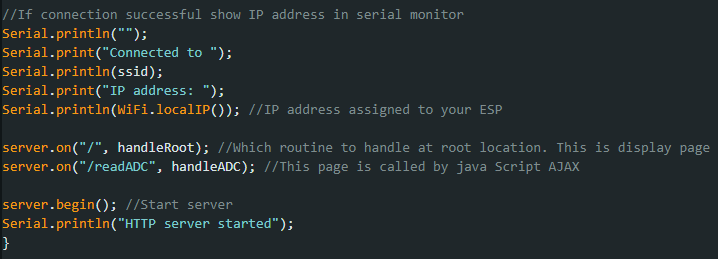 //If connection successful show IP address in serial monitor
Serial.println("");
Serial.print("Connected to ");
Serial.println(ssid);
Serial.print("IP address: ");
Serial.println(WiFi.localIP()); //IP address assigned to your ESP
server.on("/", handleRoot); //Which routine to handle at root location. This is display page
server.on("/readADC", handleADC); //This page is called by java Script AJAX
server.begin(); //Start server
Serial.println("HTTP server started");
}